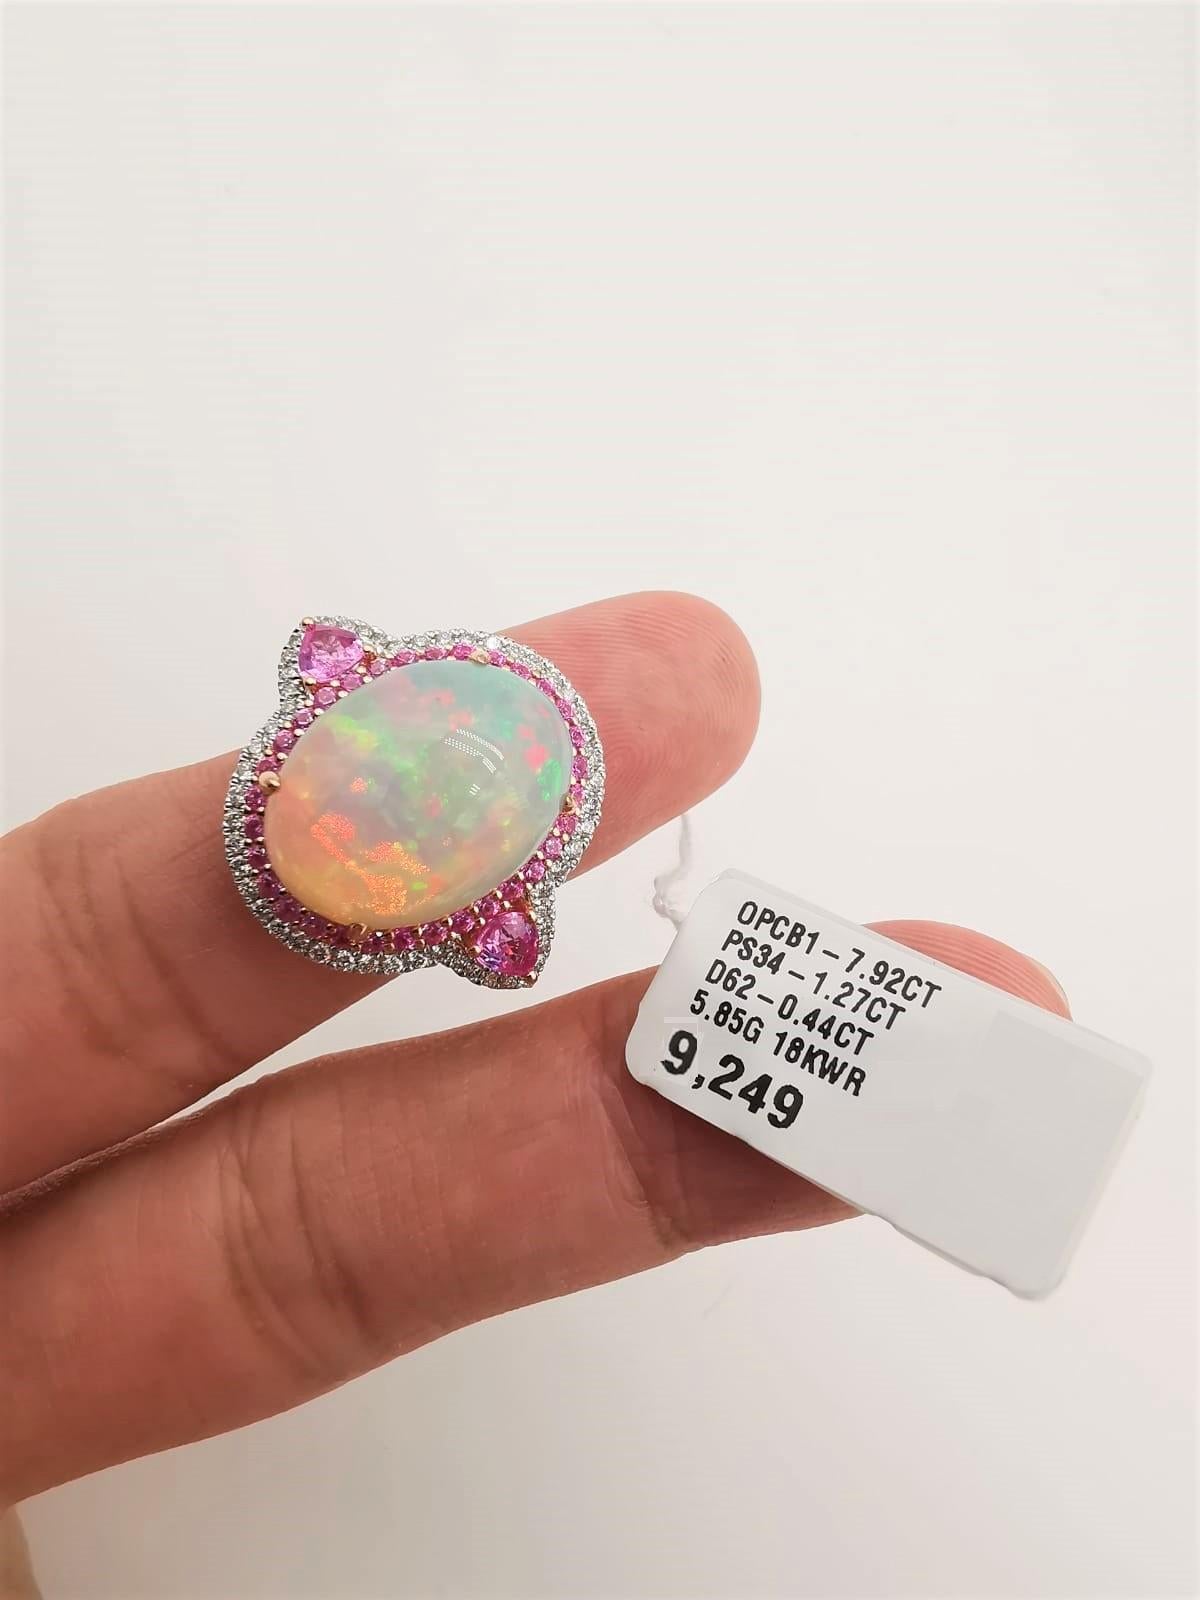 OPCB1-7.92CT
PS34-1.27CT
D62-0.44CT
5.85G 18KWR
9,249